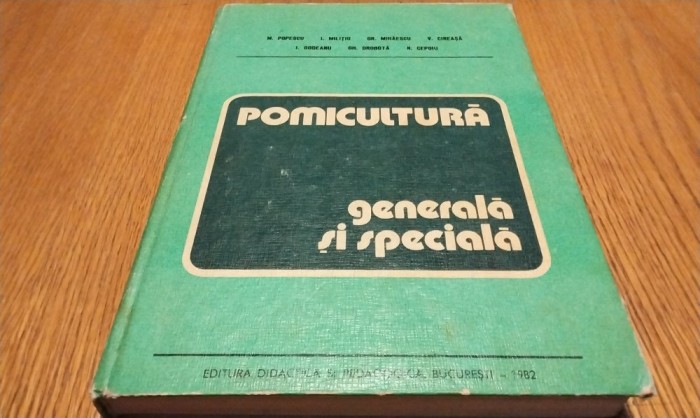 M. POPESCU I. MILIȚIU GR. MIHĂESCU V. CIREAȘĂ
I. GODEANU GH. DROBOTĂ N. CEPOIU
POMICULTURĂ
generală
și specială
EDITURA DIDACTICĂ ȘI PEDAGOGICĂ, BUCUREȘTI – 1982